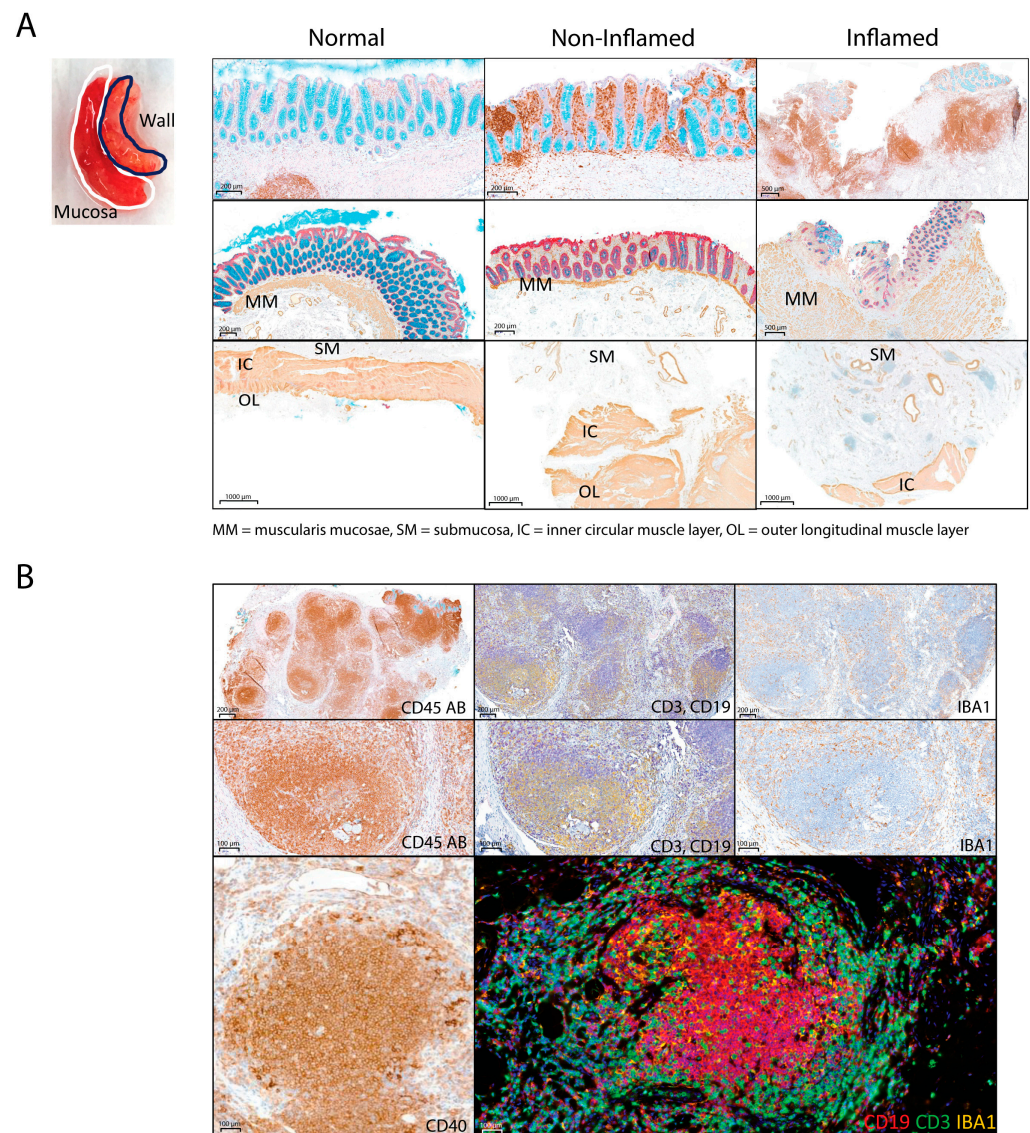 A
Normal
Non-Inflamed
Inflamed
Wall
Mucosa
200 µm
200 µm
500 µm
MM
200 µm
MM
200 µm
MM
500 µm
SM
IC
OL
1000 µm
SM
IC
OL
1000 µm
SM
IC
1000 µm
MM = muscularis mucosae, SM = submucosa, IC = inner circular muscle layer, OL = outer longitudinal muscle layer
B
200 µm
CD45 AB
200 µm
CD3, CD19
200 µm
IBA1
100 µm
CD45 AB
100 µm
CD3, CD19
100 µm
IBA1
100 µm
CD40
100 µm
CD19 CD3 IBA1